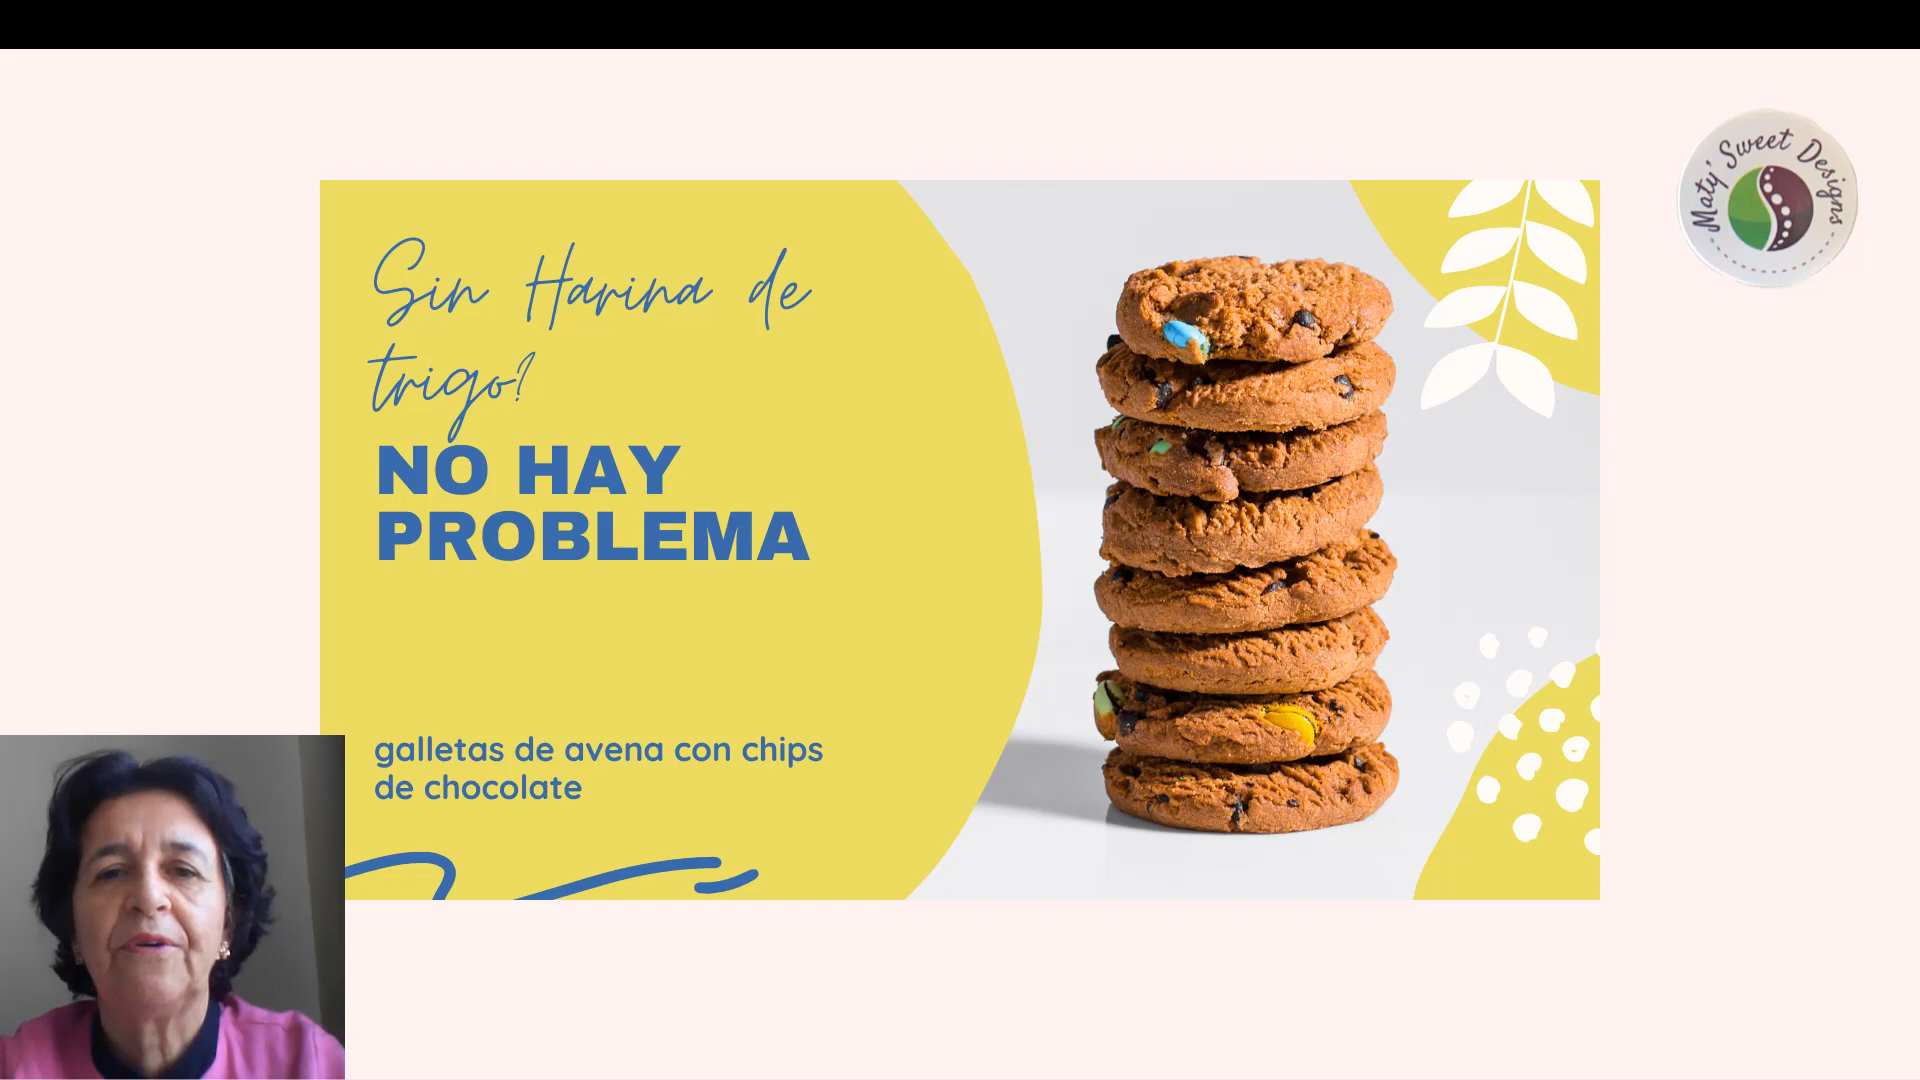 Sin Harina de
trigo?
NO HAY
PROBLEMA
galletas de avena con chips
de chocolate
Maty' Sweet Designs